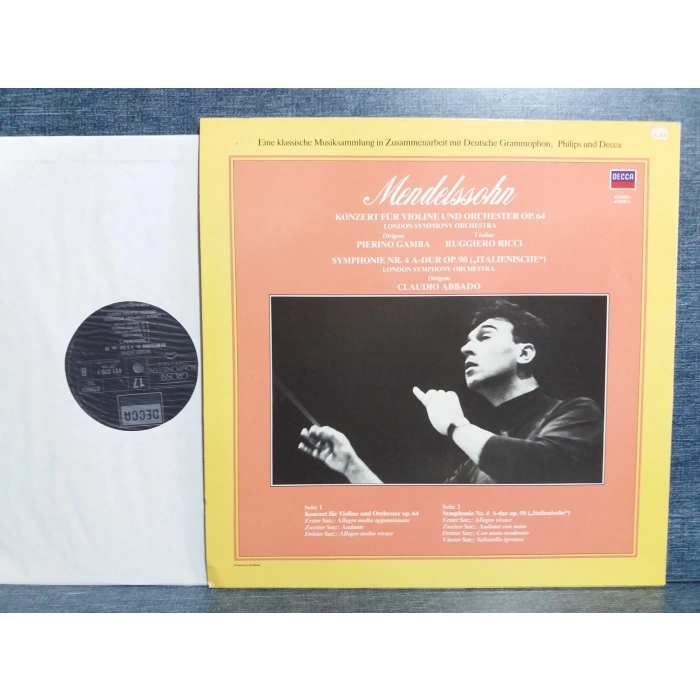 Eine klassische Musiksammlung in Zusammenarbeit mit Deutsche Grammophon, Philips und Decca
DECCA
Mendelssohn
KONZERT FÜR VIOLINE UND ORCHESTER OP. 64
LONDON SYMPHONY ORCHESTRA
Dirigent Violine
PIERINO GAMBA RUGGIERO RICCI
SYMPHONIE NR. 4 A-DUR OP. 90 („ITALIENISCHE“)
LONDON SYMPHONY ORCHESTRA
Dirigent
CLAUDIO ABBADO
Seite 1
Konzert für Violine und Orchester op. 64
Erster Satz: Allegro molto appassionato
Zweiter Satz: Andante
Dritter Satz: Allegro molto vivace
Seite 2
Symphonie Nr. 4 A-dur op. 90 („Italienische“)
Erster Satz: Allegro vivace
Zweiter Satz: Andante con moto
Dritter Satz: Con moto moderato
Vierter Satz: Saltarello (presto)
DECCA
17
B
GROSSE
KOMPONISTEN